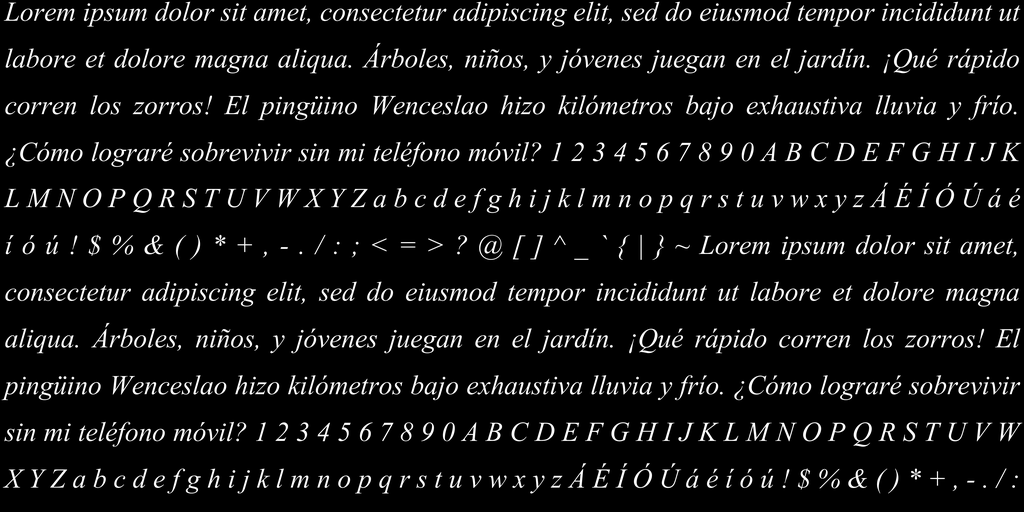 Lorem ipsum dolor sit amet, consectetur adipiscing elit, sed do eiusmod tempor incididunt ut
labore et dolore magna aliqua. Árboles, niños, y jóvenes juegan en el jardín. ¡Qué rápido
corren los zorros! El pingüino Wenceslao hizo kilómetros bajo exhaustiva lluvia y frío.
¿Cómo lograré sobrevivir sin mi teléfono móvil? 1 2 3 4 5 6 7 8 9 0 A B C D E F G H I J K
L M N O P Q R S T U V W X Y Z a b c d e f g h i j k l m n o p q r s t u v w x y z Á É Í Ó Ú á é
í ó ú ! $ % & ( ) * + , - . / : ; < = > ? @ [ ] ^ _ ` { | } ~ Lorem ipsum dolor sit amet,
consectetur adipiscing elit, sed do eiusmod tempor incididunt ut labore et dolore magna
aliqua. Árboles, niños, y jóvenes juegan en el jardín. ¡Qué rápido corren los zorros! El
pingüino Wenceslao hizo kilómetros bajo exhaustiva lluvia y frío. ¿Cómo lograré sobrevivir
sin mi teléfono móvil? 1 2 3 4 5 6 7 8 9 0 A B C D E F G H I J K L M N O P Q R S T U V W
X Y Z a b c d e f g h i j k l m n o p q r s t u v w x y z Á É Í Ó Ú á é í ó ú ! $ % & ( ) * + , - . / :